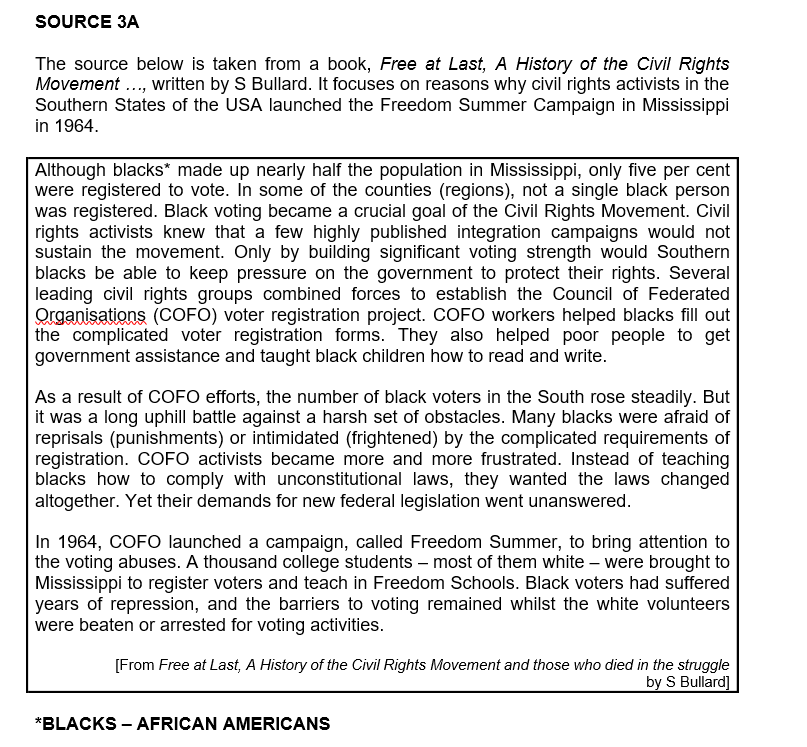 SOURCE 3A
The source below is taken from a book, Free at Last, A History of the Civil Rights
Movement …, written by S Bullard. It focuses on reasons why civil rights activists in the
Southern States of the USA launched the Freedom Summer Campaign in Mississippi
in 1964.
Although blacks* made up nearly half the population in Mississippi, only five per cent
were registered to vote. In some of the counties (regions), not a single black person
was registered. Black voting became a crucial goal of the Civil Rights Movement. Civil
rights activists knew that a few highly published integration campaigns would not
sustain the movement. Only by building significant voting strength would Southern
blacks be able to keep pressure on the government to protect their rights. Several
leading civil rights groups combined forces to establish the Council of Federated
Organisations (COFO) voter registration project. COFO workers helped blacks fill out
the complicated voter registration forms. They also helped poor people to get
government assistance and taught black children how to read and write.
As a result of COFO efforts, the number of black voters in the South rose steadily. But
it was a long uphill battle against a harsh set of obstacles. Many blacks were afraid of
reprisals (punishments) or intimidated (frightened) by the complicated requirements of
registration. COFO activists became more and more frustrated. Instead of teaching
blacks how to comply with unconstitutional laws, they wanted the laws changed
altogether. Yet their demands for new federal legislation went unanswered.
In 1964, COFO launched a campaign, called Freedom Summer, to bring attention to
the voting abuses. A thousand college students – most of them white – were brought to
Mississippi to register voters and teach in Freedom Schools. Black voters had suffered
years of repression, and the barriers to voting remained whilst the white volunteers
were beaten or arrested for voting activities.
[From Free at Last, A History of the Civil Rights Movement and those who died in the struggle
by S Bullard]
*BLACKS – AFRICAN AMERICANS